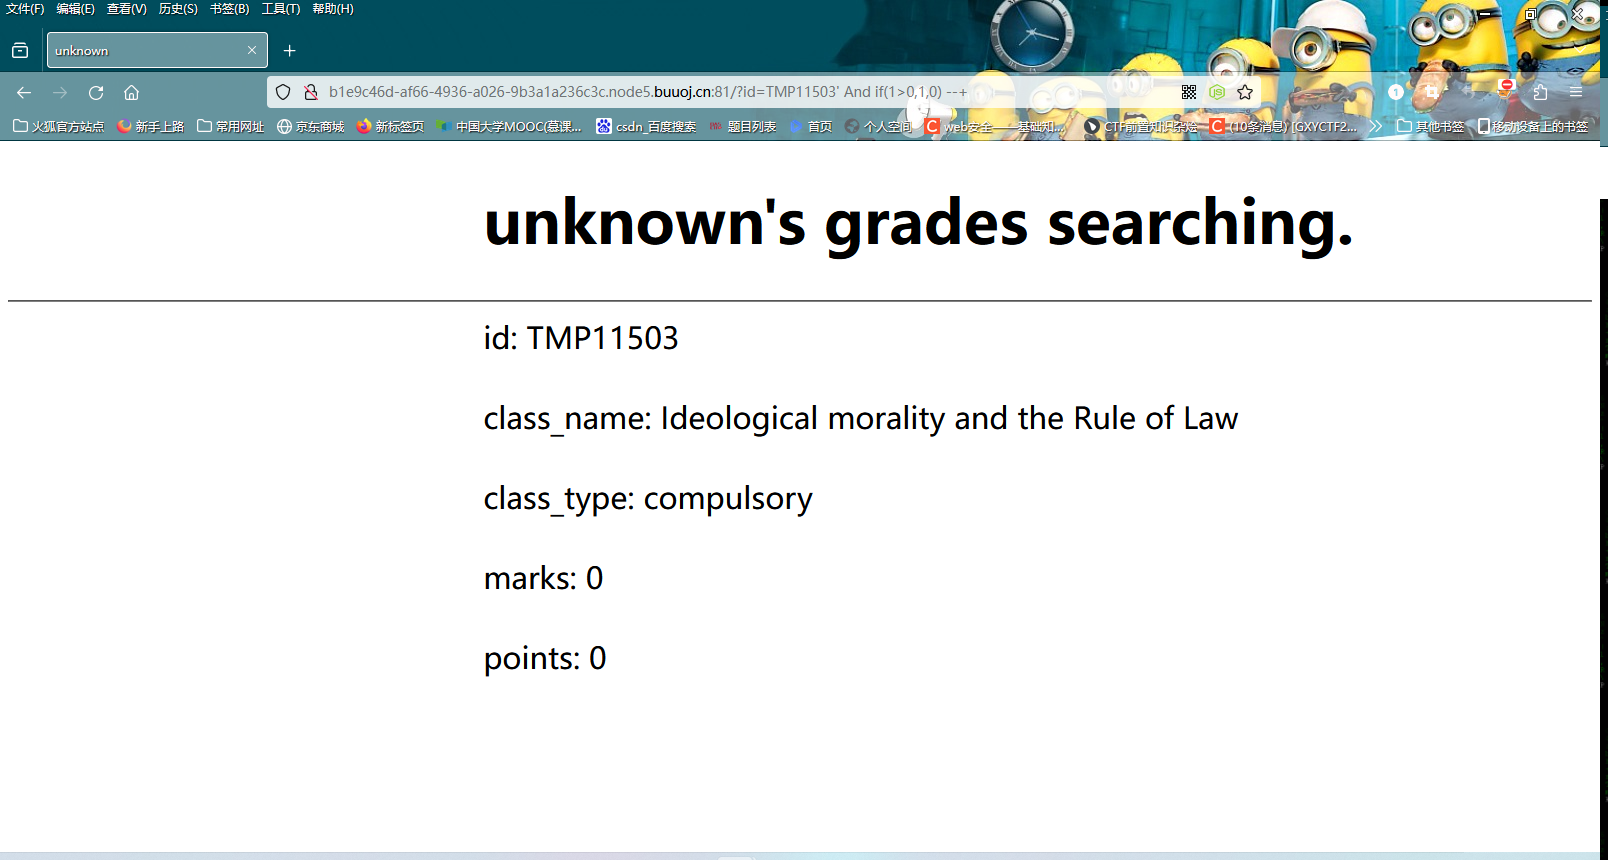 文件(F) 编辑(E) 查看(V) 历史(S) 书签(B) 工具(T) 帮助(H)
unknown
b1e9c46d-af66-4936-a026-9b3a1a236c3c.node5.buuoj.cn:81/?id=TMP11503' And if(1>0,1,0) --+
火狐官方站点 新手上路 常用网址 京东商城 新标签页 中国大学MOOC(慕课... csdn_百度搜索 题目列表 首页 个人空间 web安全——基础知... CTF前置知识杂烩 (10条消息) [GXYCTF2... 其他书签 移动设备上的书签
unknown's grades searching.
id: TMP11503
class_name: Ideological morality and the Rule of Law
class_type: compulsory
marks: 0
points: 0